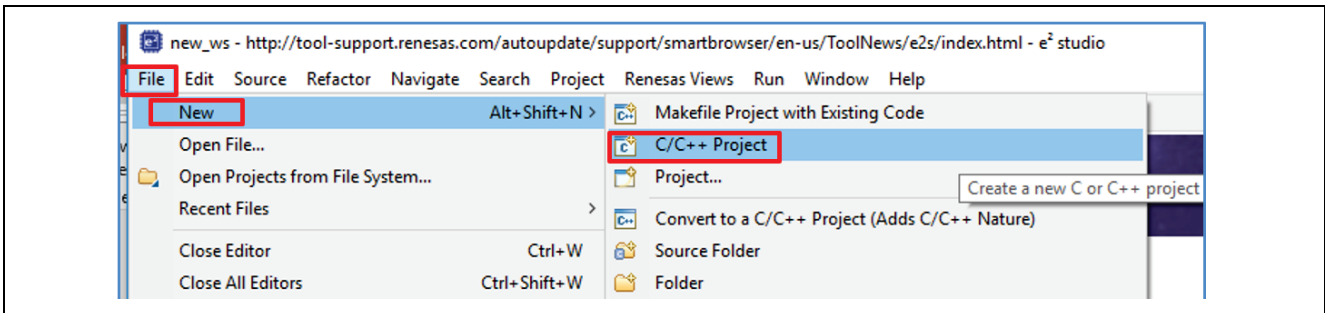 new_ws - http://tool-support.renesas.com/autoupdate/support/smartbrowser/en-us/ToolNews/e2s/index.html - e² studio
File Edit Source Refactor Navigate Search Project Renesas Views Run Window Help
New Alt+Shift+N >
Open File...
Open Projects from File System...
Recent Files >
Close Editor Ctrl+W
Close All Editors Ctrl+Shift+W
Makefile Project with Existing Code
C/C++ Project
Project...
Create a new C or C++ project
Convert to a C/C++ Project (Adds C/C++ Nature)
Source Folder
Folder